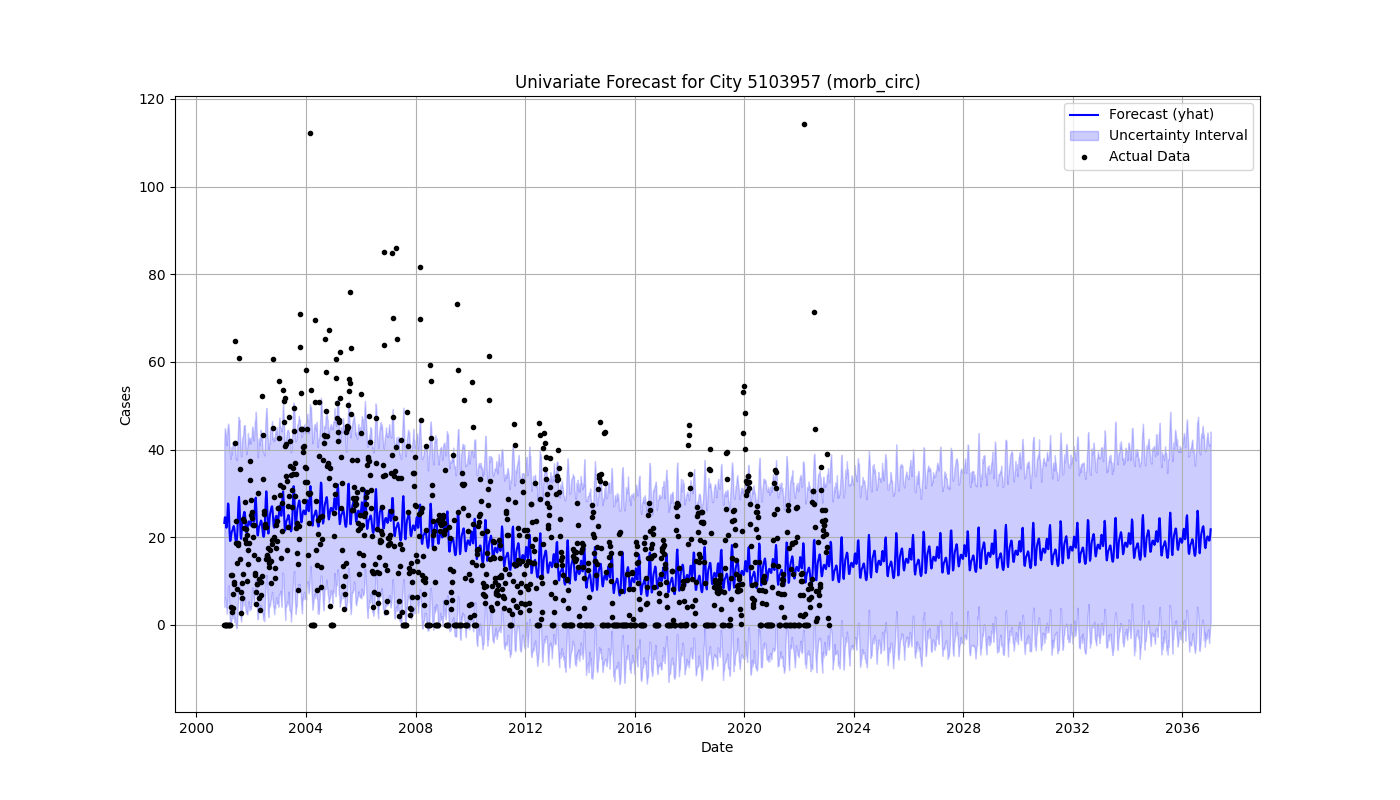 Univariate Forecast for City 5103957 (morb_circ)
Forecast (yhat)
Uncertainty Interval
Actual Data
120
100
80
60
40
20
0
Cases
2000 2004 2008 2012 2016 2020 2024 2028 2032 2036
Date